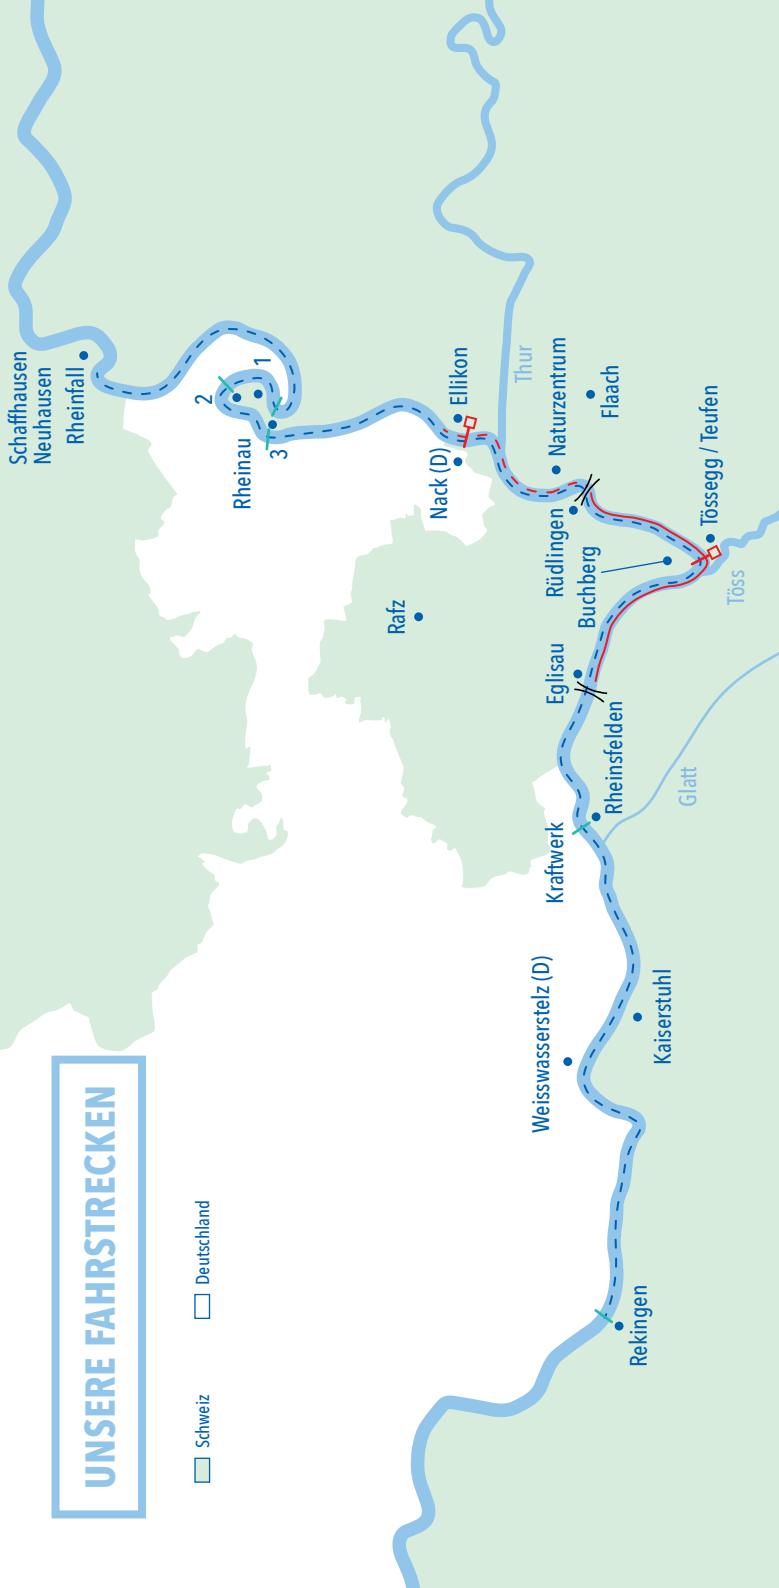 UNSERE FAHRSTRECKEN
Schweiz
Deutschland
Schaffhausen
Neuhausen
Rheinfall
2
1
3
Rheinau
Ellikon
Nack (D)
Thur
Naturzentrum
Flaach
Rüdlingen
Buchberg
Tössegg / Teufen
Töss
Rafz
Eglisau
Rheinsfelden
Glatt
Kraftwerk
Weisswasserstelz (D)
Kaiserstuhl
Rekingen